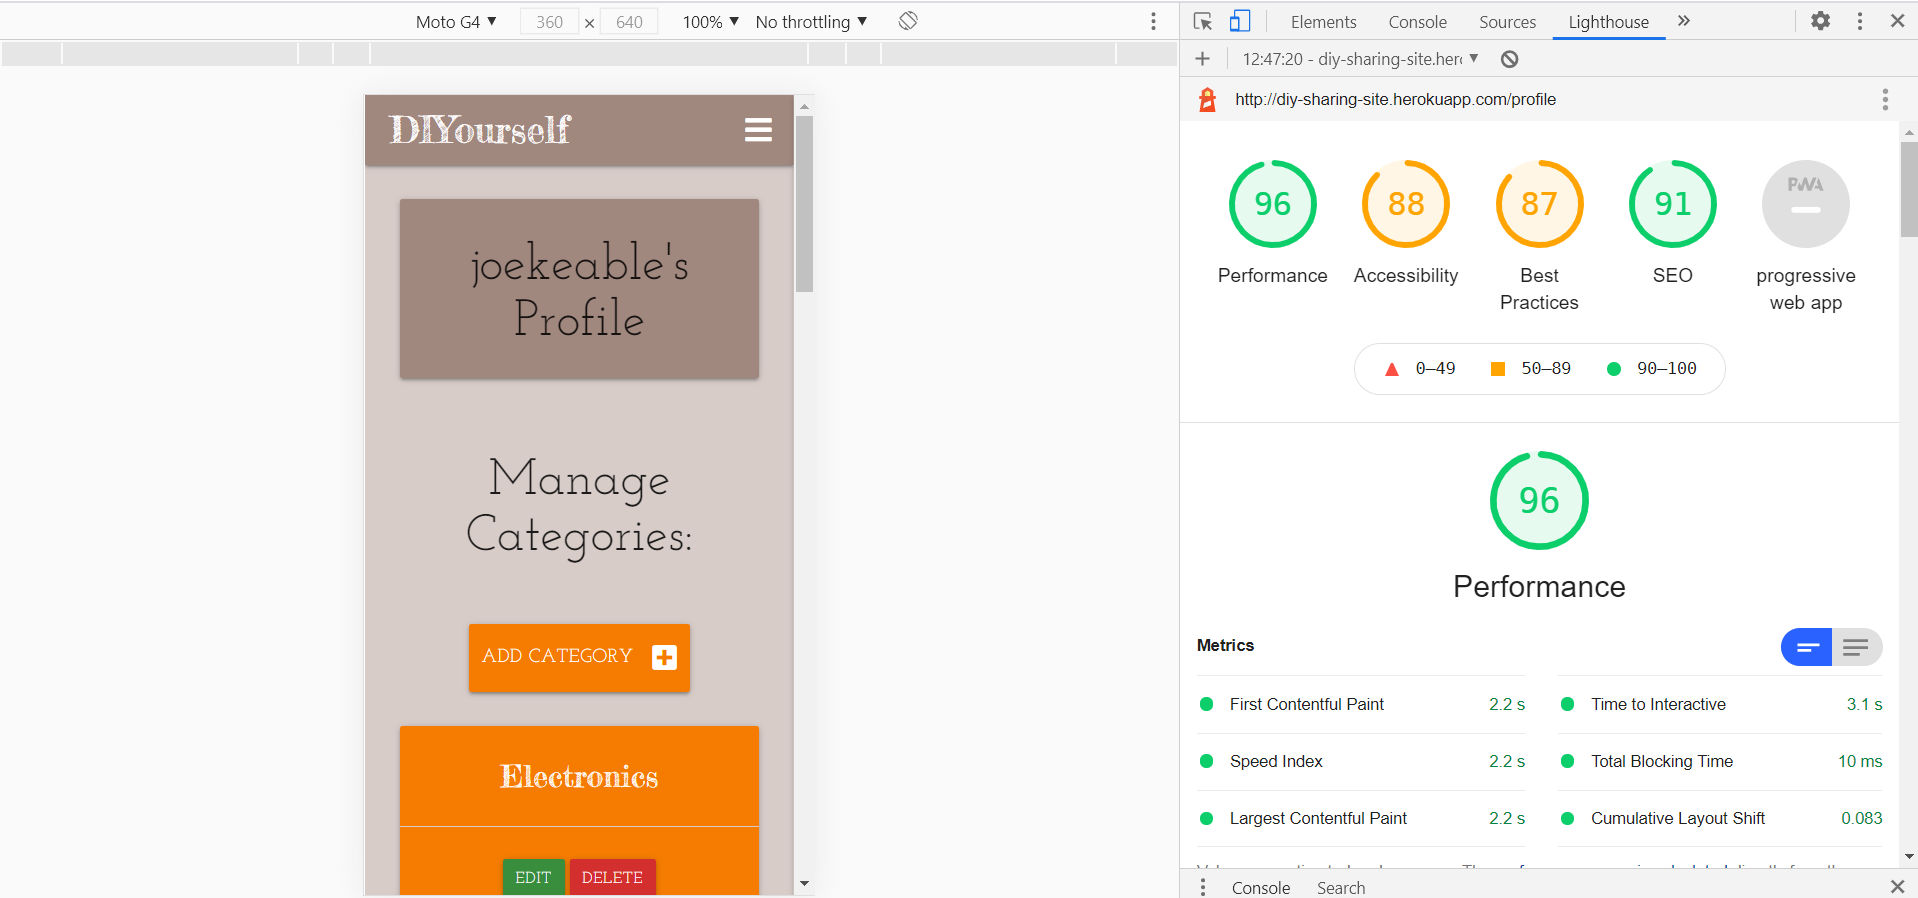 Moto G4 ▼ 360 × 640 100% ▼ No throttling ▼
Elements Console Sources Lighthouse »
12:47:20 - diy-sharing-site.her ▼
http://diy-sharing-site.herokuapp.com/profile
DIYourself
joekeable's
Profile
Manage
Categories:
ADD CATEGORY
Electronics
EDIT DELETE
96 88 87 91 PWA
Performance Accessibility Best Practices SEO progressive web app
0–49 50–89 90–100
96
Performance
Metrics
First Contentful Paint 2.2 s
Time to Interactive 3.1 s
Speed Index 2.2 s
Total Blocking Time 10 ms
Largest Contentful Paint 2.2 s
Cumulative Layout Shift 0.083
Console Search